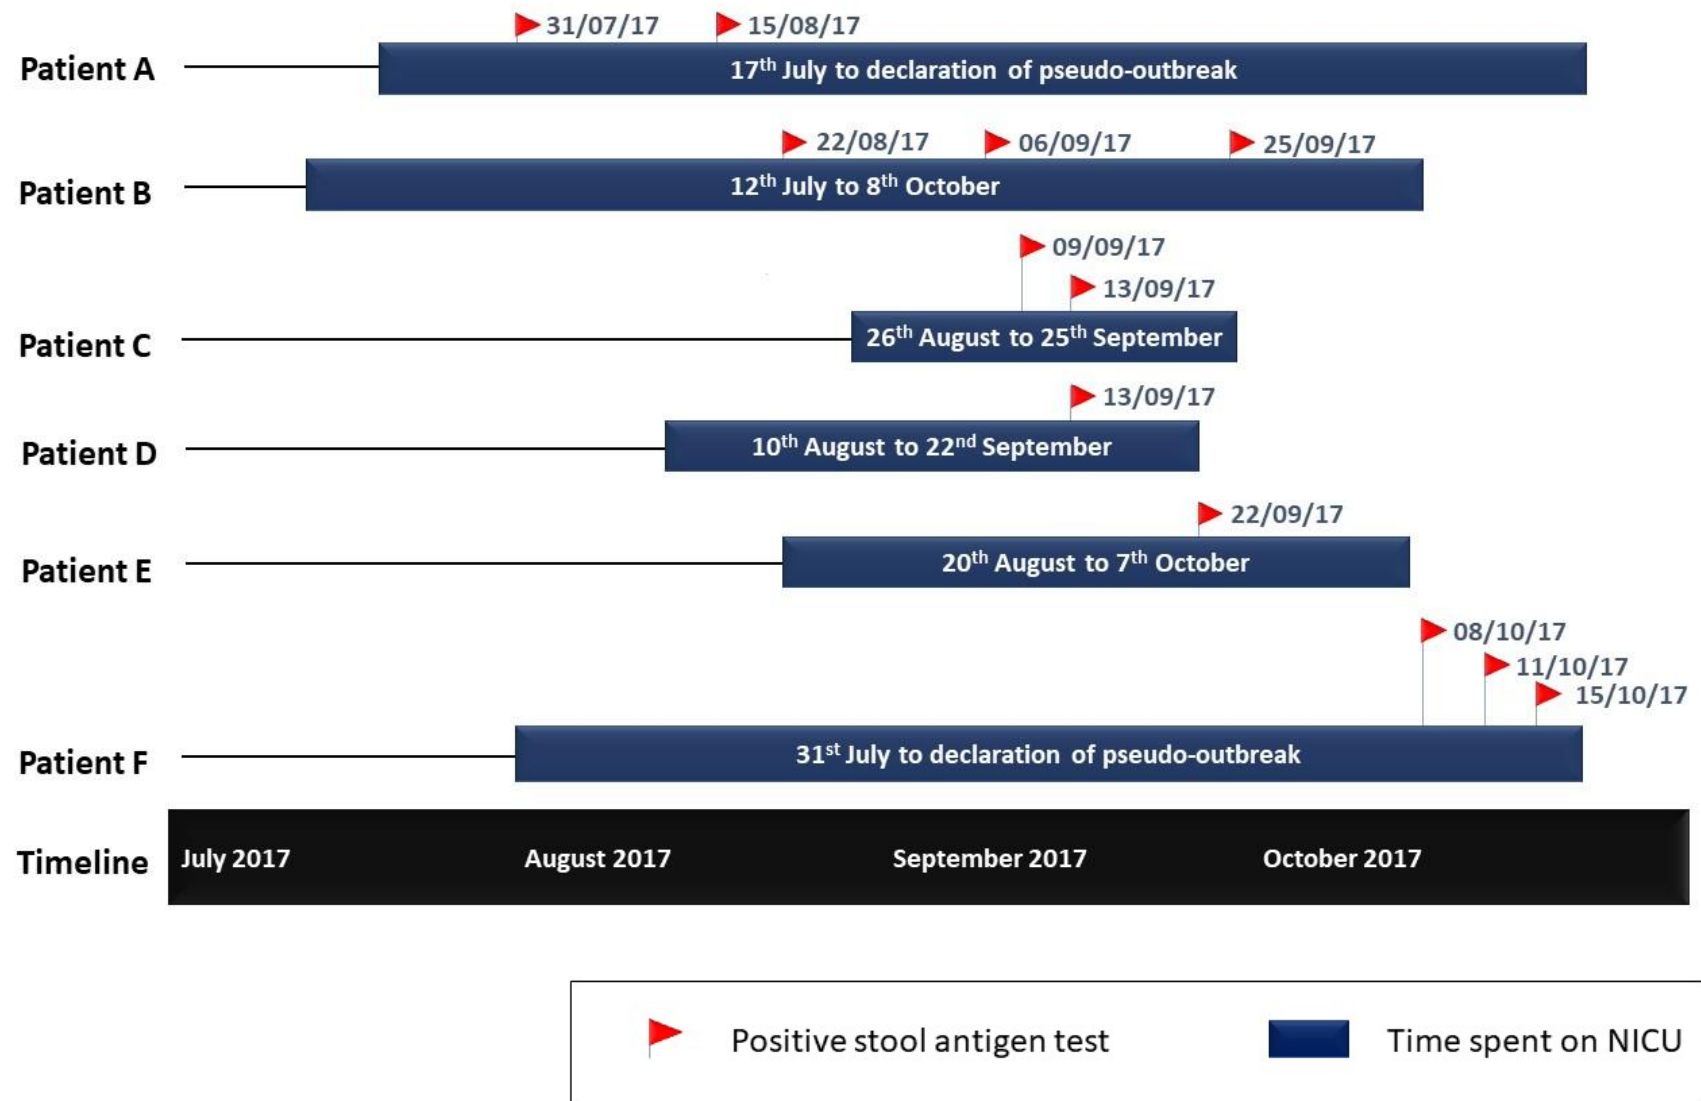 31/07/17 15/08/17
Patient A 17th July to declaration of pseudo-outbreak
22/08/17 06/09/17 25/09/17
Patient B 12th July to 8th October
09/09/17
13/09/17
Patient C 26th August to 25th September
13/09/17
Patient D 10th August to 22nd September
22/09/17
Patient E 20th August to 7th October
08/10/17
11/10/17
15/10/17
Patient F 31st July to declaration of pseudo-outbreak
Timeline July 2017 August 2017 September 2017 October 2017
Positive stool antigen test Time spent on NICU